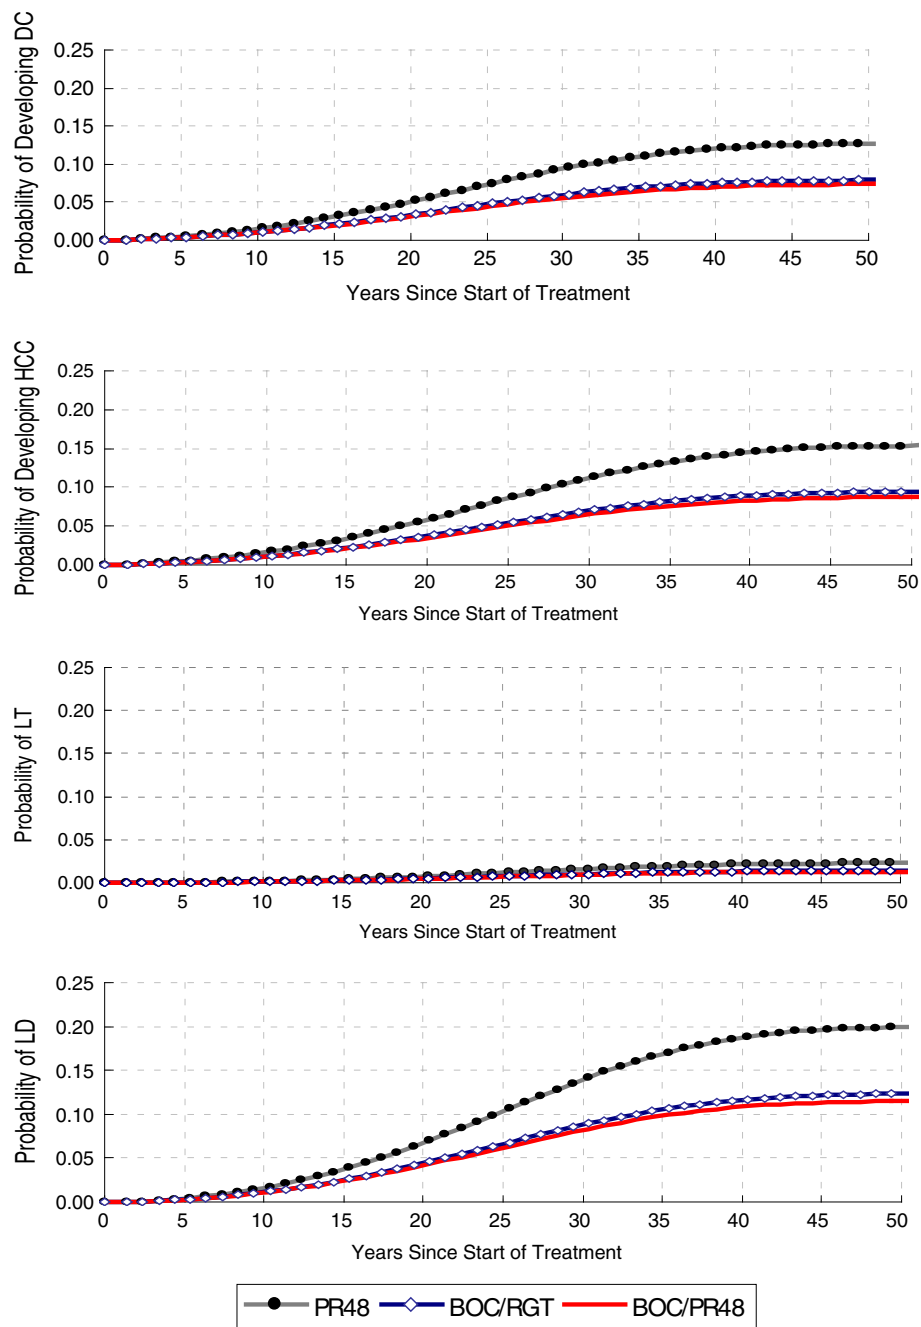 Probability of Developing DC
0.25
0.20
0.15
0.10
0.05
0.00
0 5 10 15 20 25 30 35 40 45 50
Years Since Start of Treatment
Probability of Developing HCC
0.25
0.20
0.15
0.10
0.05
0.00
0 5 10 15 20 25 30 35 40 45 50
Years Since Start of Treatment
Probability of LT
0.25
0.20
0.15
0.10
0.05
0.00
0 5 10 15 20 25 30 35 40 45 50
Years Since Start of Treatment
Probability of LD
0.25
0.20
0.15
0.10
0.05
0.00
0 5 10 15 20 25 30 35 40 45 50
Years Since Start of Treatment
PR48 BOC/RGT BOC/PR48